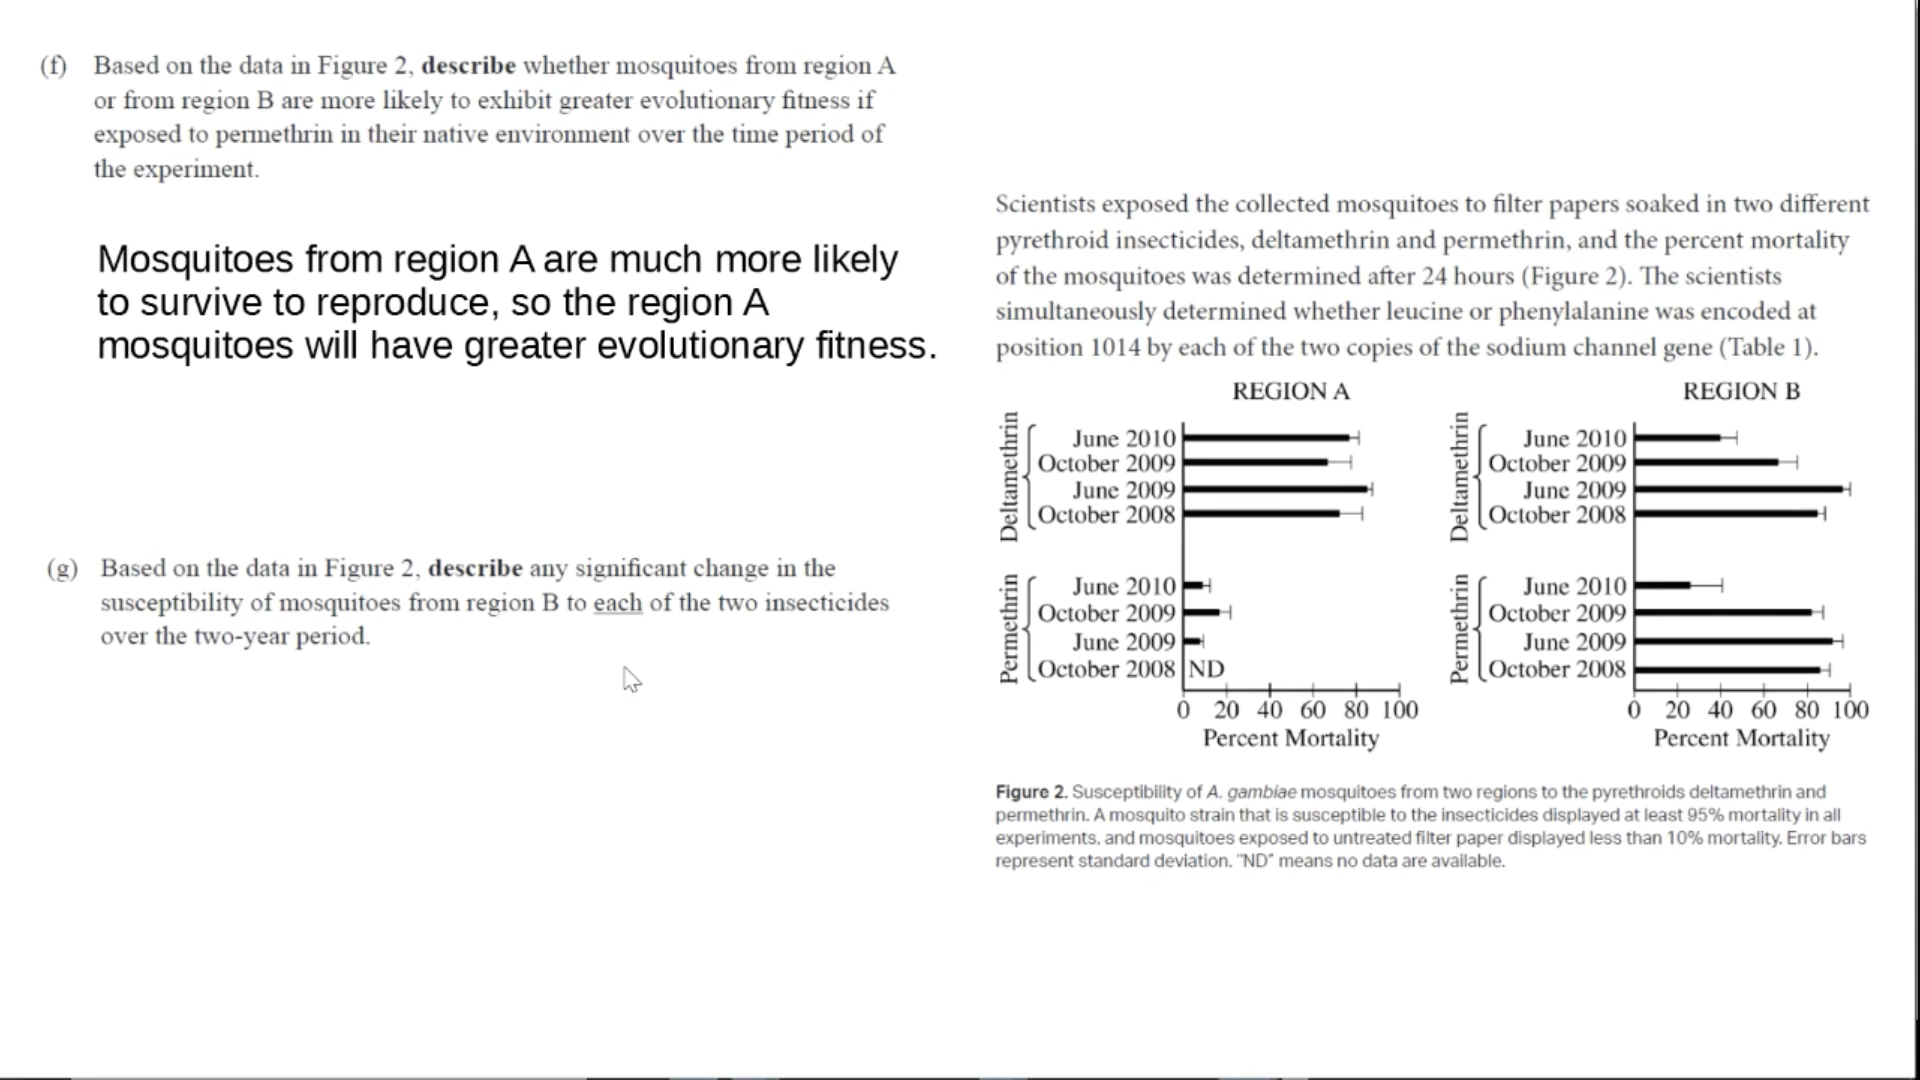 (f) Based on the data in Figure 2, describe whether mosquitoes from region A
or from region B are more likely to exhibit greater evolutionary fitness if
exposed to permethrin in their native environment over the time period of
the experiment.
Mosquitoes from region A are much more likely
to survive to reproduce, so the region A
mosquitoes will have greater evolutionary fitness.
(g) Based on the data in Figure 2, describe any significant change in the
susceptibility of mosquitoes from region B to each of the two insecticides
over the two-year period.
Scientists exposed the collected mosquitoes to filter papers soaked in two different
pyrethroid insecticides, deltamethrin and permethrin, and the percent mortality
of the mosquitoes was determined after 24 hours (Figure 2). The scientists
simultaneously determined whether leucine or phenylalanine was encoded at
position 1014 by each of the two copies of the sodium channel gene (Table 1).
REGION A
Deltamethrin
June 2010
October 2009
June 2009
October 2008
Permethrin
June 2010
October 2009
June 2009
October 2008 ND
0 20 40 60 80 100
Percent Mortality
REGION B
Deltamethrin
June 2010
October 2009
June 2009
October 2008
Permethrin
June 2010
October 2009
June 2009
October 2008
0 20 40 60 80 100
Percent Mortality
Figure 2. Susceptibility of A. gambiae mosquitoes from two regions to the pyrethroids deltamethrin and
permethrin. A mosquito strain that is susceptible to the insecticides displayed at least 95% mortality in all
experiments, and mosquitoes exposed to untreated filter paper displayed less than 10% mortality. Error bars
represent standard deviation. "ND" means no data are available.